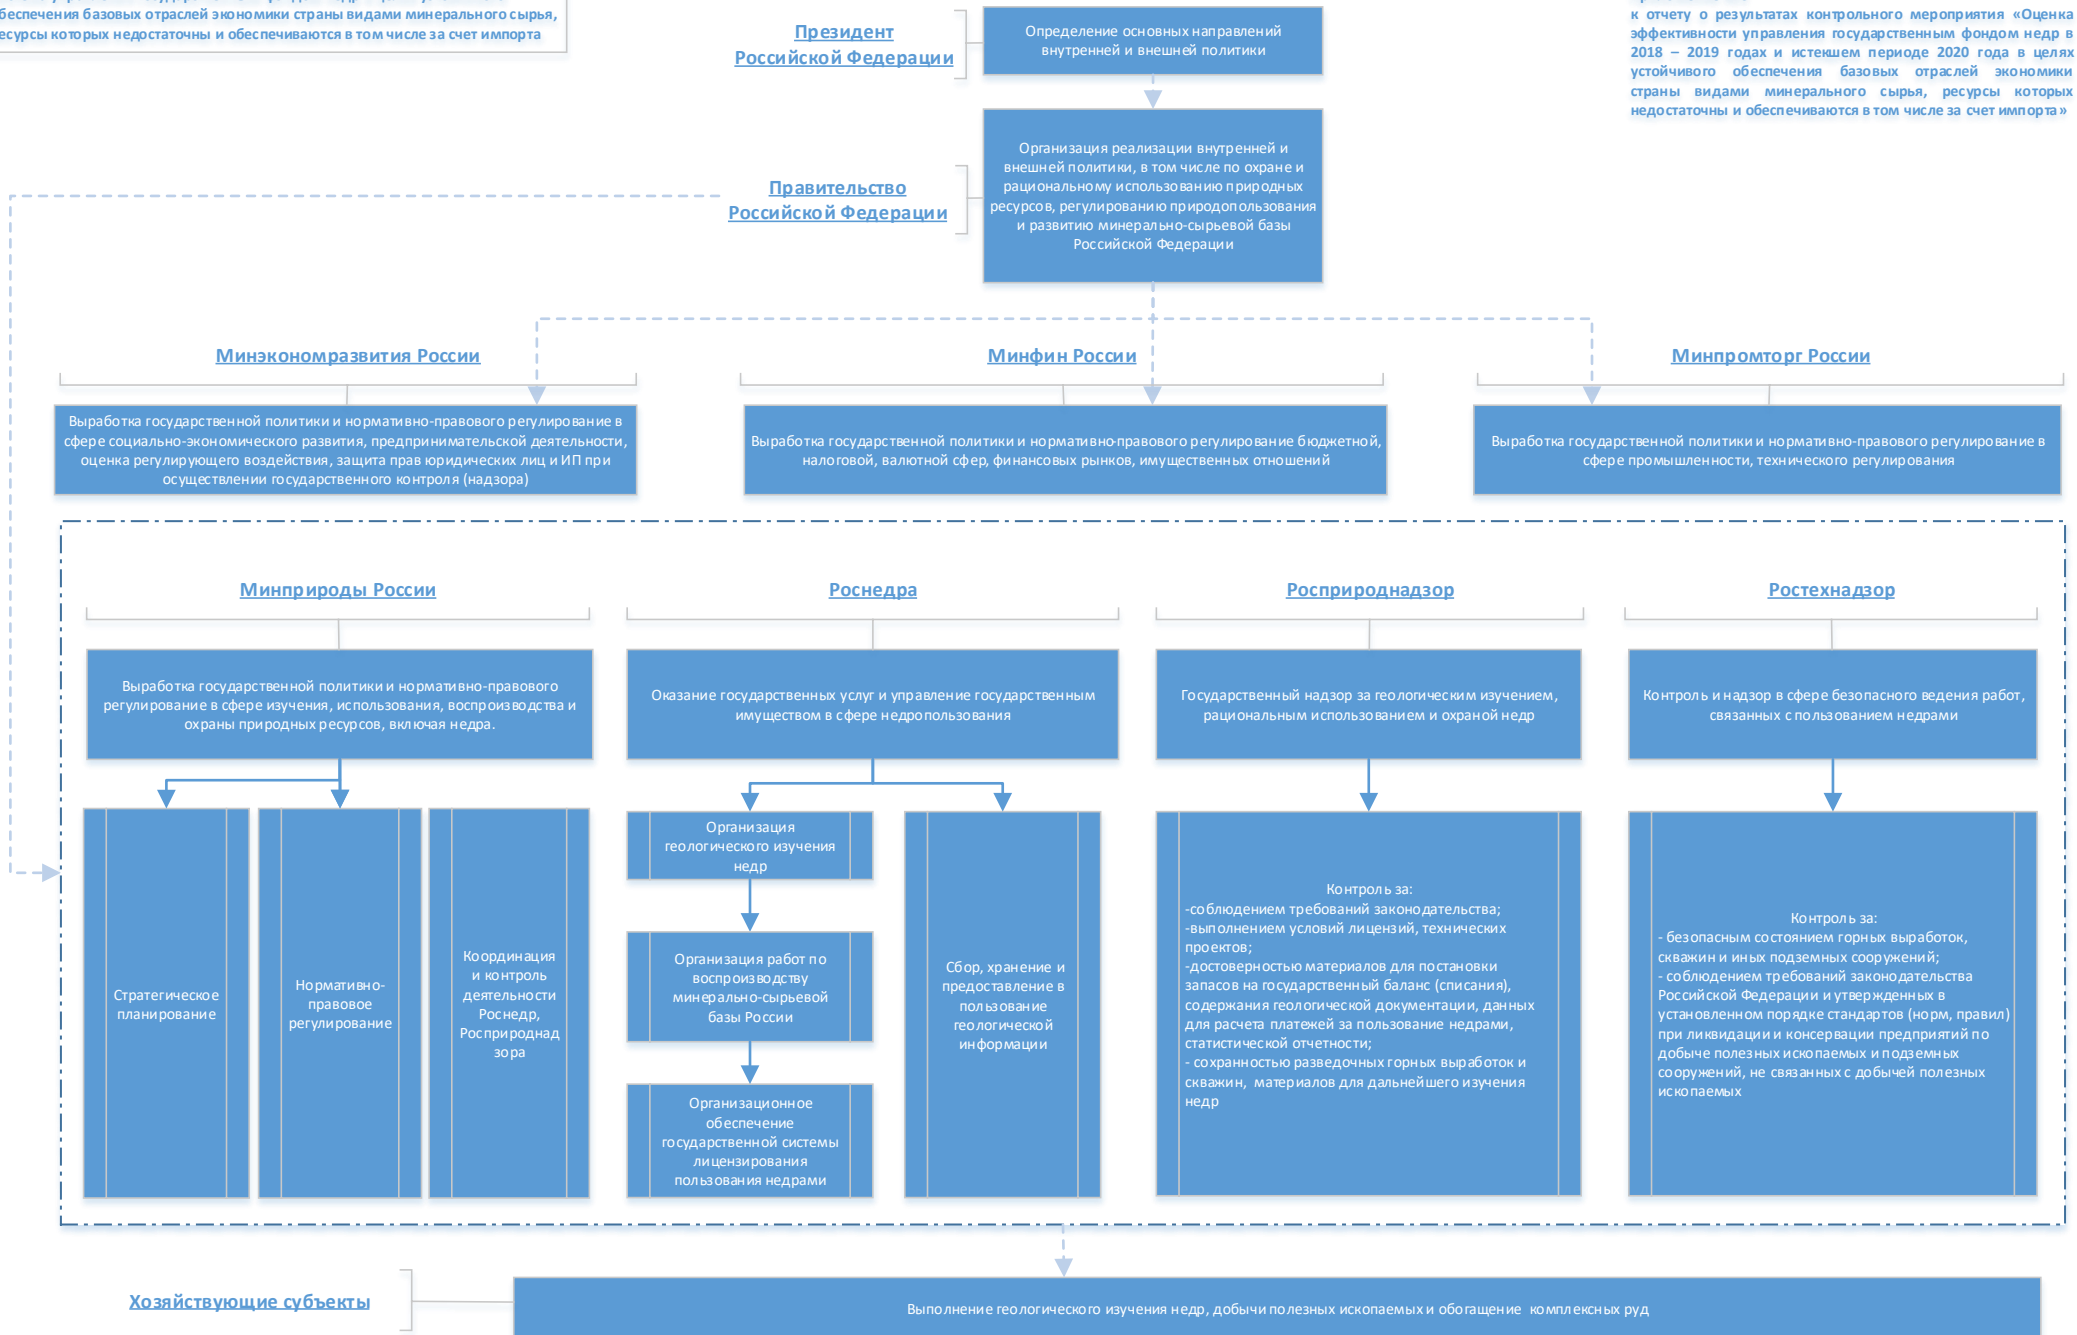 беспечения базовых отраслей экономики страны видами минерального сырья,
есурсы которых недостаточны и обеспечиваются в том числе за счет импорта
к отчету о результатах контрольного мероприятия «Оценка
эффективности управления государственным фондом недр в
2018 – 2019 годах и истекшем периоде 2020 года в целях
устойчивого обеспечения базовых отраслей экономики
страны видами минерального сырья, ресурсы которых
недостаточны и обеспечиваются в том числе за счет импорта»
Президент
Российской Федерации
Определение основных направлений
внутренней и внешней политики
Правительство
Российской Федерации
Организация реализации внутренней и
внешней политики, в том числе по охране и
рациональному использованию природных
ресурсов, регулированию природопользования
и развитию минерально-сырьевой базы
Российской Федерации
Минэкономразвития России
Выработка государственной политики и нормативно-правового регулирование в
сфере социально-экономического развития, предпринимательской деятельности,
оценка регулирующего воздействия, защита прав юридических лиц и ИП при
осуществлении государственного контроля (надзора)
Минфин России
Выработка государственной политики и нормативно-правового регулирование бюджетной,
налоговой, валютной сфер, финансовых рынков, имущественных отношений
Минпромторг России
Выработка государственной политики и нормативно-правового регулирование в
сфере промышленности, технического регулирования
Минприроды России
Выработка государственной политики и нормативно-правового
регулирование в сфере изучения, использования, воспроизводства и
охраны природных ресурсов, включая недра.
Стратегическое
планирование
Нормативно-
правовое
регулирование
Координация
и контроль
деятельности
Роснедр,
Росприроднад
зора
Роснедра
Оказание государственных услуг и управление государственным
имуществом в сфере недропользования
Организация
геологического изучения
недр
Организация работ по
воспроизводству
минерально-сырьевой
базы России
Организационное
обеспечение
государственной системы
лицензирования
пользования недрами
Сбор, хранение и
предоставление в
пользование
геологической
информации
Росприроднадзор
Государственный надзор за геологическим изучением,
рациональным использованием и охраной недр
Контроль за:
-соблюдением требований законодательства;
-выполнением условий лицензий, технических
проектов;
-достоверностью материалов для постановки
запасов на государственный баланс (списания),
содержания геологической документации, данных
для расчета платежей за пользование недрами,
статистической отчетности;
- сохранностью разведочных горных выработок и
скважин, материалов для дальнейшего изучения
недр
Ростехнадзор
Контроль и надзор в сфере безопасного ведения работ,
связанных с пользованием недрами
Контроль за:
- безопасным состоянием горных выработок,
скважин и иных подземных сооружений;
- соблюдением требований законодательства
Российской Федерации и утвержденных в
установленном порядке стандартов (норм, правил)
при ликвидации и консервации предприятий по
добыче полезных ископаемых и подземных
сооружений, не связанных с добычей полезных
ископаемых
Хозяйствующие субъекты
Выполнение геологического изучения недр, добычи полезных ископаемых и обогащение комплексных руд